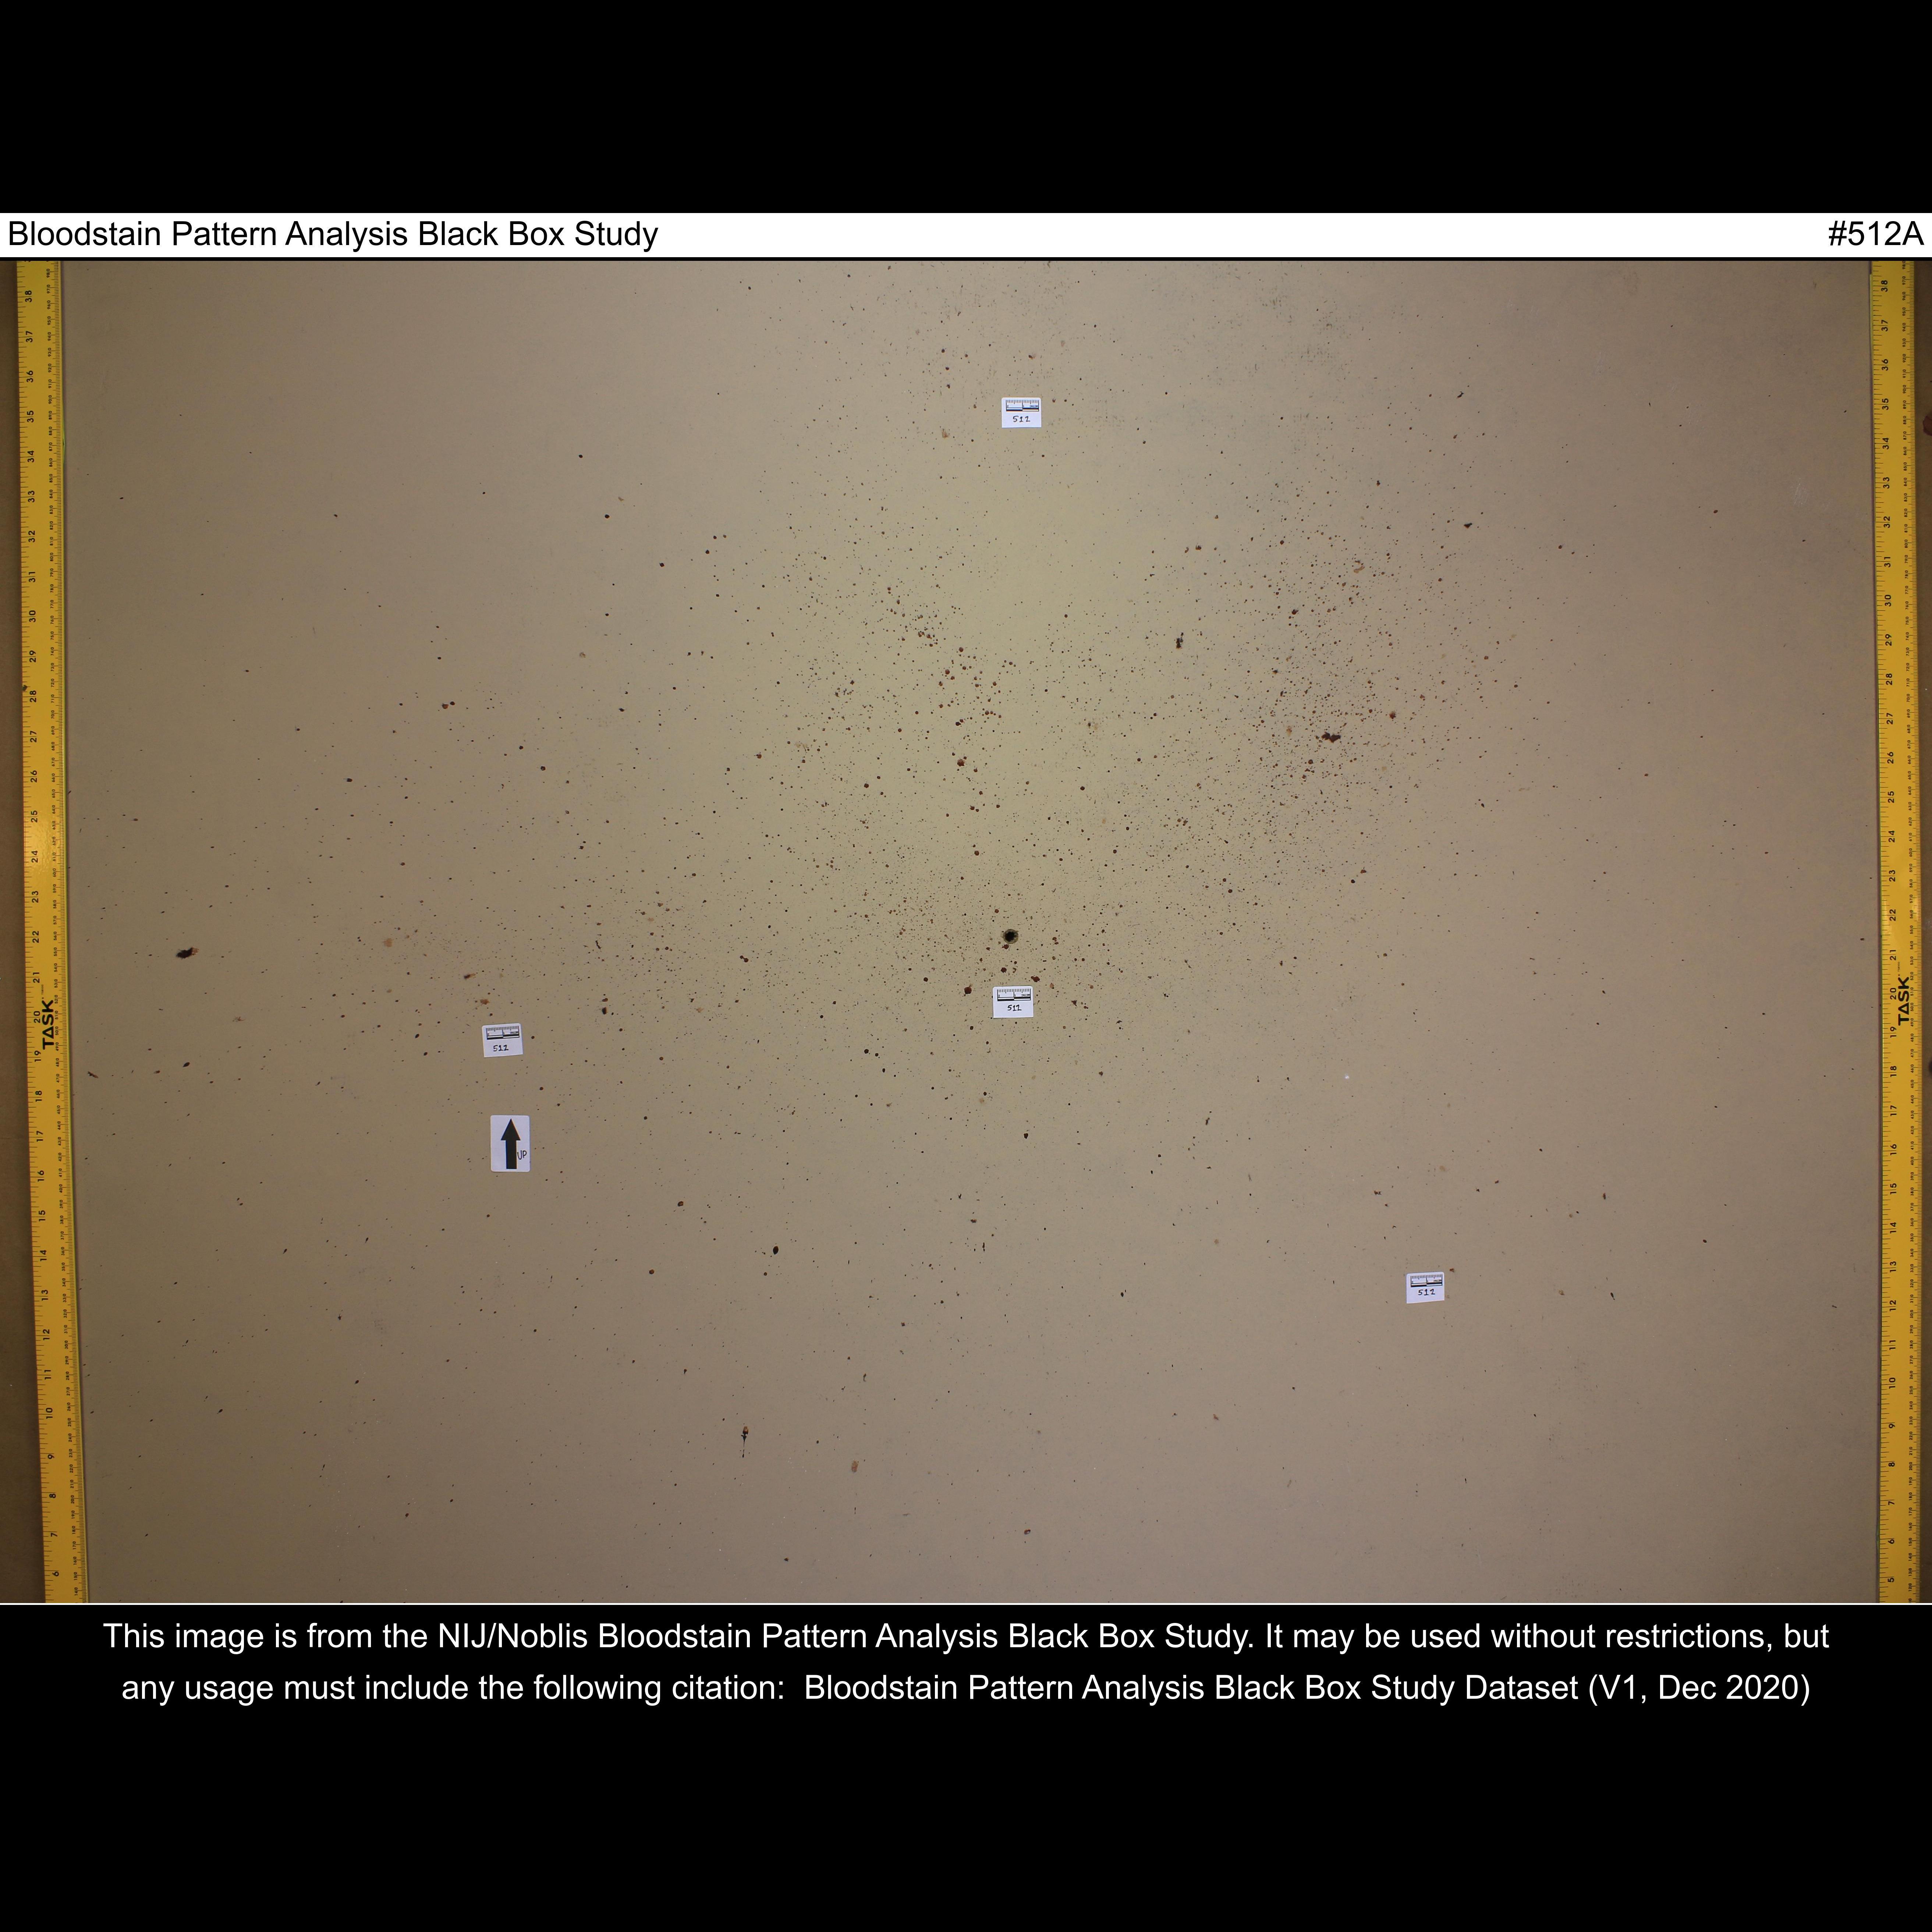 Bloodstain Pattern Analysis Black Box Study #512A
512
512
512
UP
512
TASK
TASK
This image is from the NIJ/Noblis Bloodstain Pattern Analysis Black Box Study. It may be used without restrictions, but
any usage must include the following citation: Bloodstain Pattern Analysis Black Box Study Dataset (V1, Dec 2020)